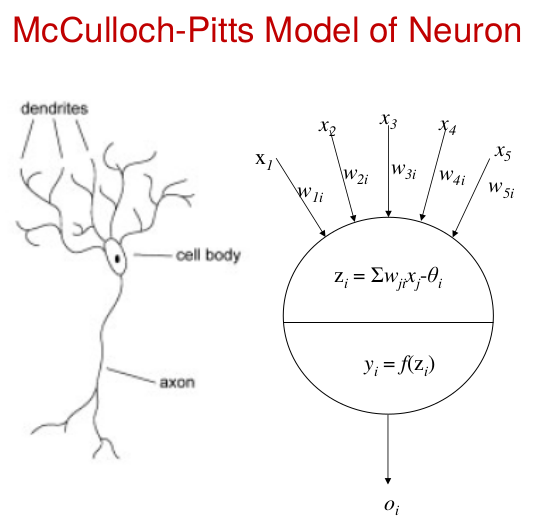 McCulloch-Pitts Model of Neuron
dendrites
cell body
axon
x1
x2
x3
x4
x5
w1i
w2i
w3i
w4i
w5i
zi = Σwjixj-θi
yi = f(zi)
oi